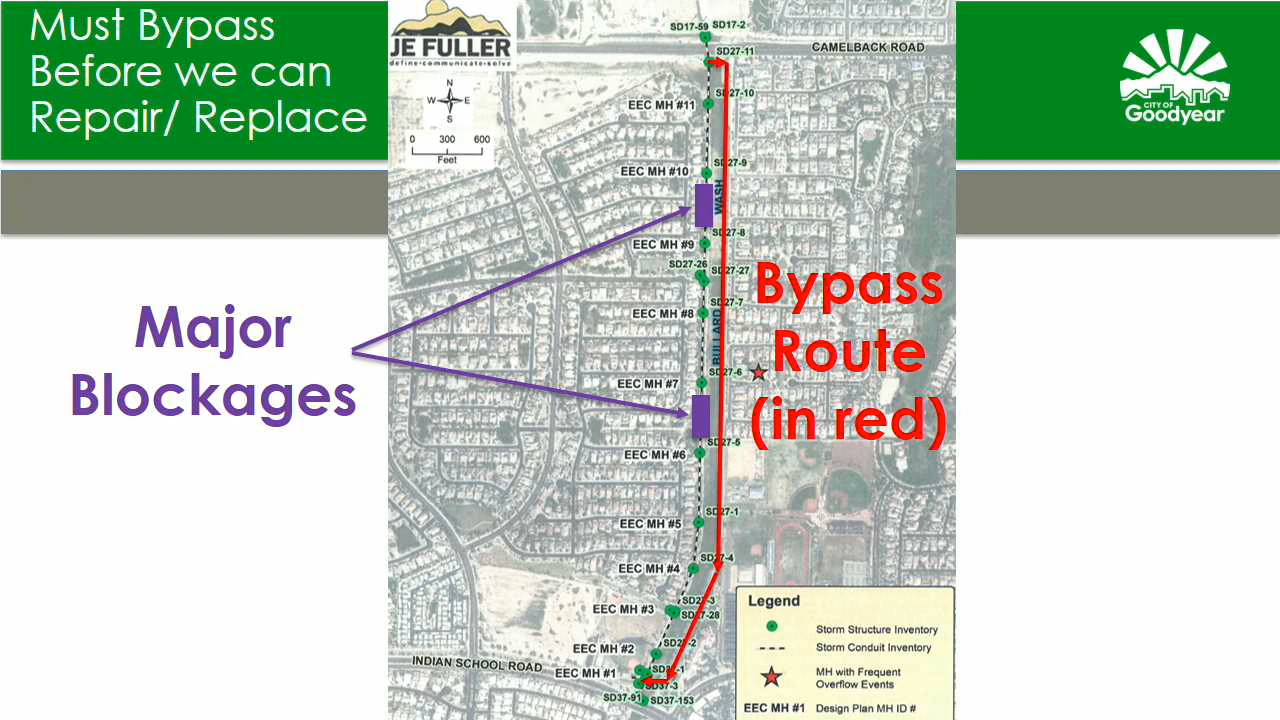 Must Bypass
Before we can
Repair/ Replace
JE FULLER
define·communicate·solve
N
W E
S
0 300 600
Feet
CITY OF
Goodyear
SD17-59 SD17-2
CAMELBACK ROAD
SD27-11
SD27-10
EEC MH #11
SD27-9
EEC MH #10
WASH
SD27-8
EEC MH #9
SD27-26
SD27-27
SD27-7
EEC MH #8
BULLARD
SD27-6
EEC MH #7
SD27-5
EEC MH #6
SD27-1
EEC MH #5
SD27-4
EEC MH #4
SD27-3
EEC MH #3
SD27-28
EEC MH #2
INDIAN SCHOOL ROAD
EEC MH #1
SD37-3
SD37-91
SD37-153
Major
Blockages
Bypass
Route
(in red)
Legend
Storm Structure Inventory
Storm Conduit Inventory
MH with Frequent
Overflow Events
EEC MH #1 Design Plan MH ID #